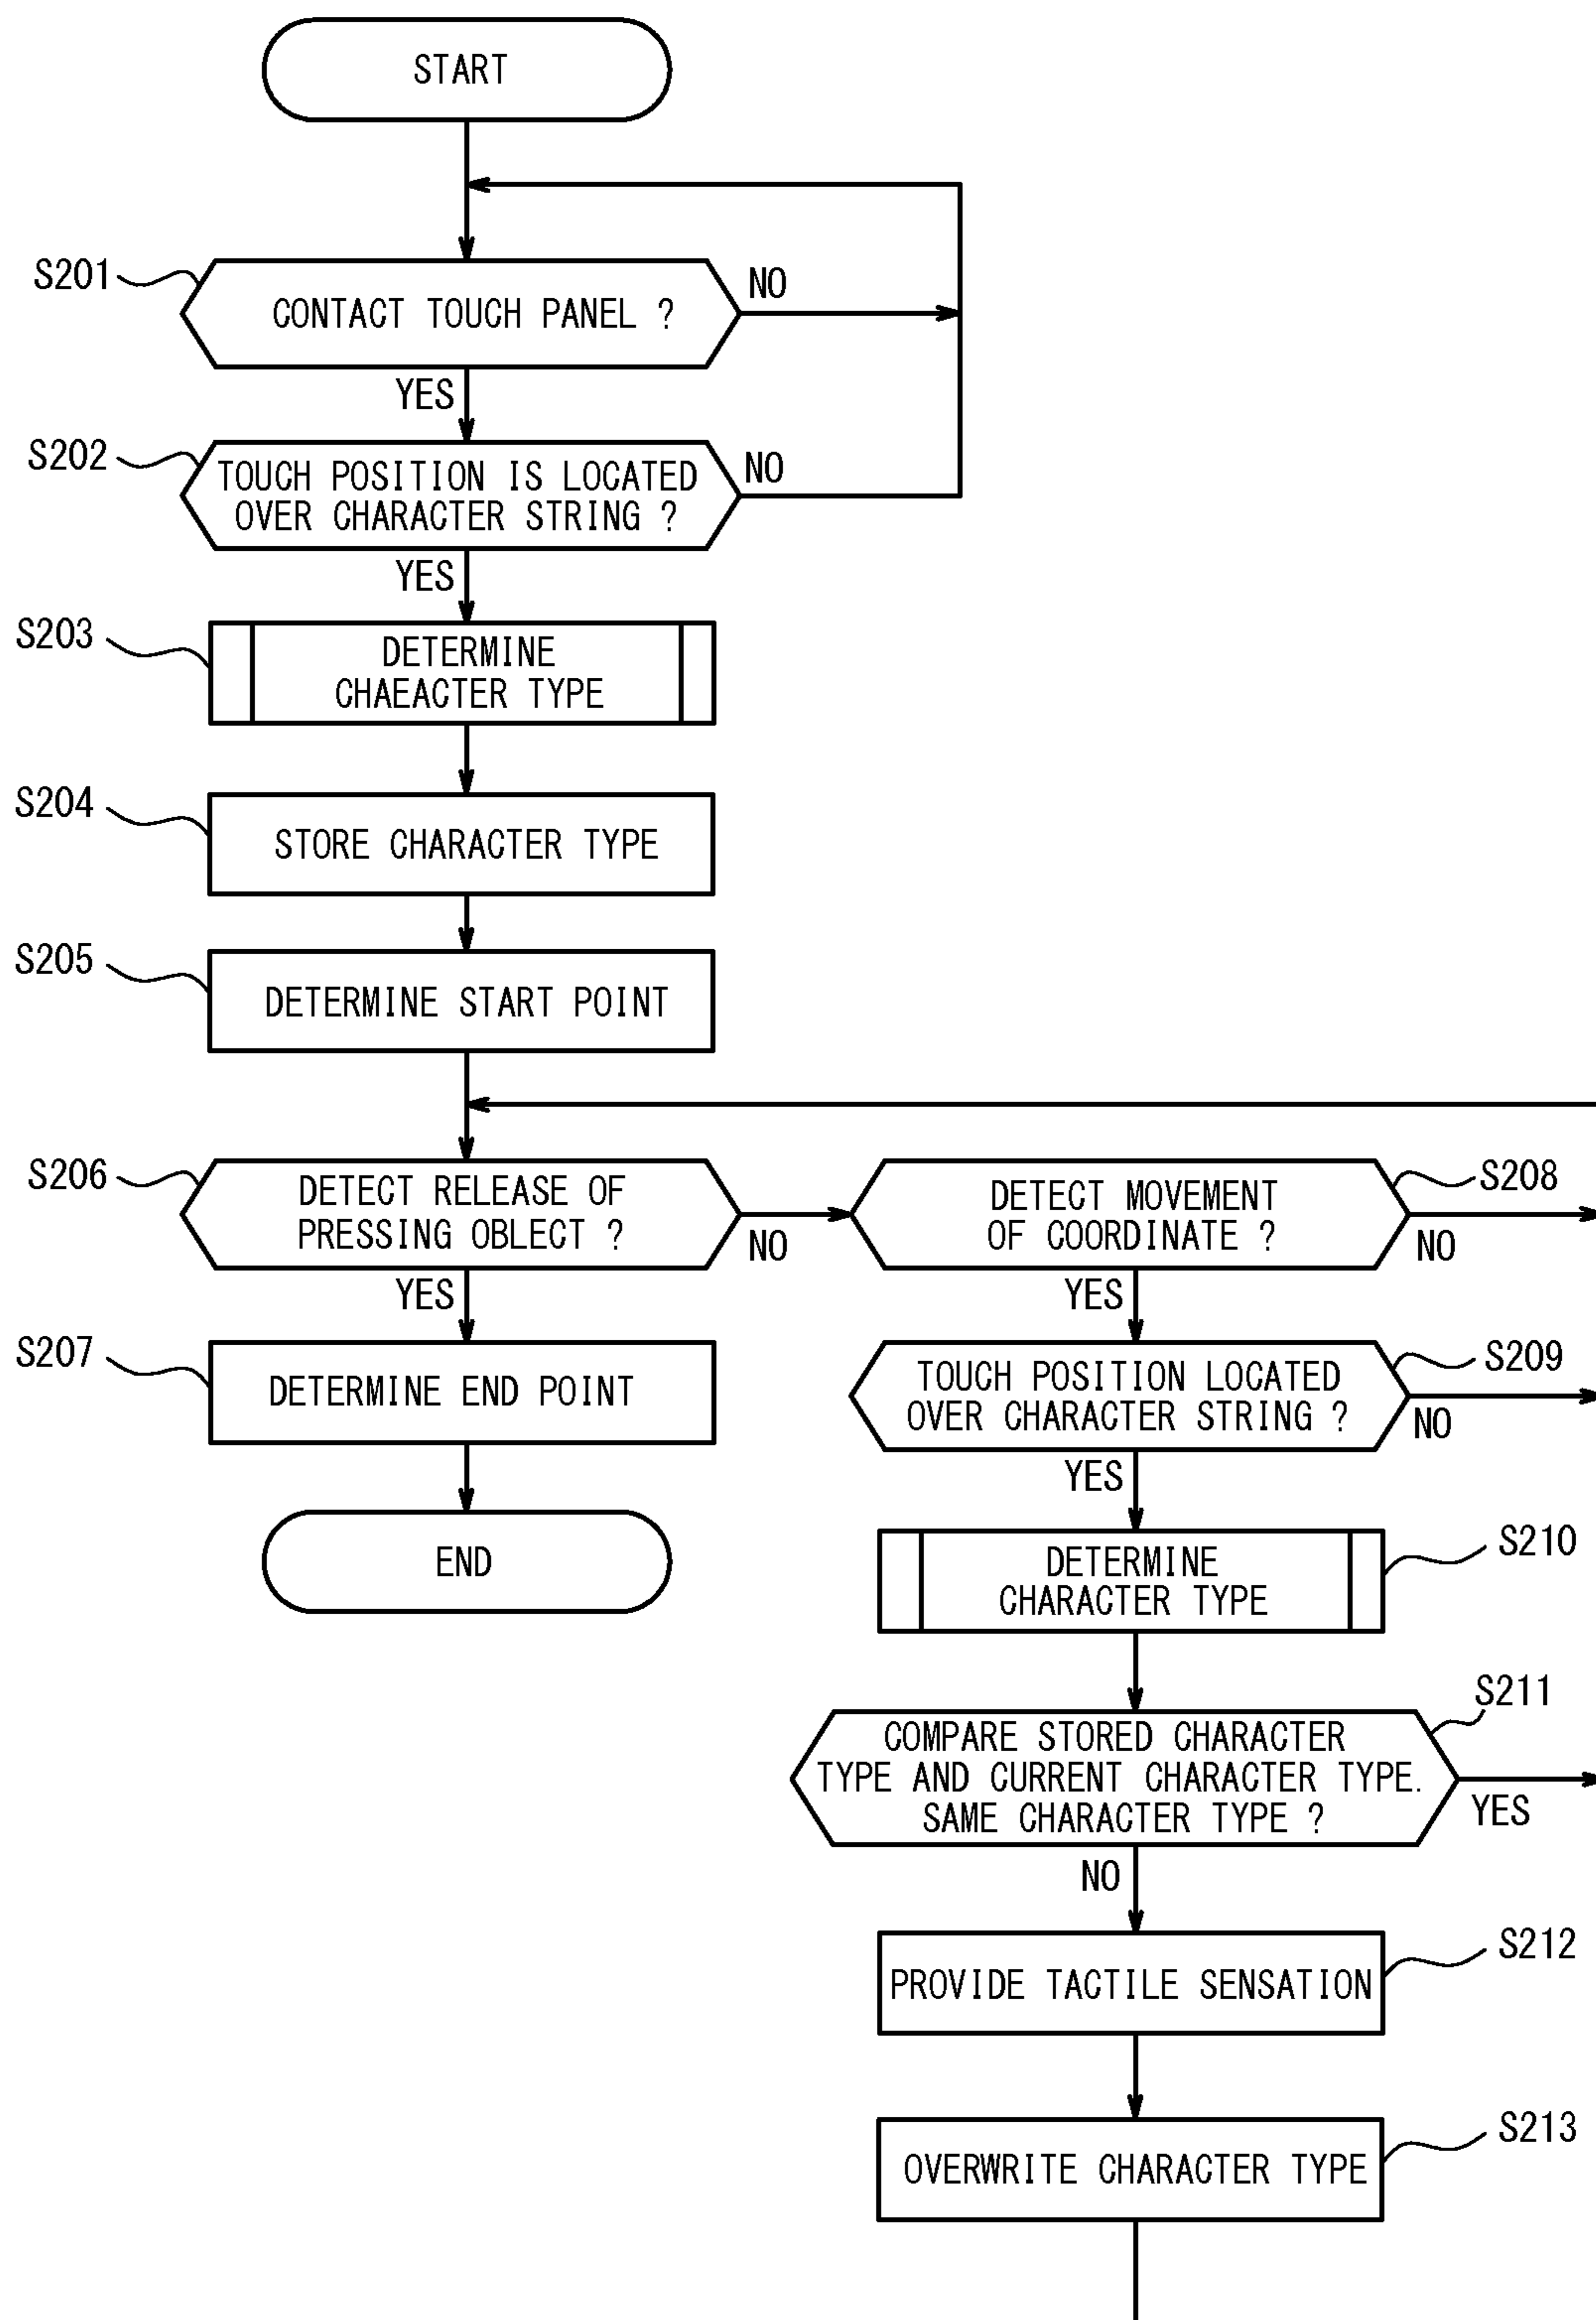 START
S201
CONTACT TOUCH PANEL ?
NO
YES
S202
TOUCH POSITION IS LOCATED
OVER CHARACTER STRING ?
NO
YES
S203
DETERMINE
CHAEACTER TYPE
S204
STORE CHARACTER TYPE
S205
DETERMINE START POINT
S206
DETECT RELEASE OF
PRESSING OBLECT ?
NO
YES
S207
DETERMINE END POINT
END
S208
DETECT MOVEMENT
OF COORDINATE ?
NO
YES
S209
TOUCH POSITION LOCATED
OVER CHARACTER STRING ?
NO
YES
S210
DETERMINE
CHARACTER TYPE
S211
COMPARE STORED CHARACTER
TYPE AND CURRENT CHARACTER TYPE.
SAME CHARACTER TYPE ?
YES
NO
S212
PROVIDE TACTILE SENSATION
S213
OVERWRITE CHARACTER TYPE